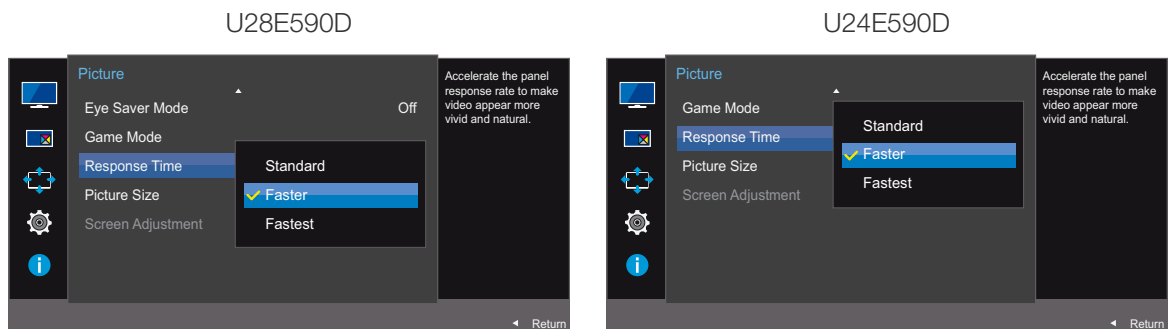 U28E590D
Picture
Eye Saver Mode Off
Game Mode
Response Time
Picture Size
Screen Adjustment
Standard
Faster
Fastest
Accelerate the panel
response rate to make
video appear more
vivid and natural.
Return
U24E590D
Picture
Game Mode
Response Time
Picture Size
Screen Adjustment
Standard
Faster
Fastest
Accelerate the panel
response rate to make
video appear more
vivid and natural.
Return